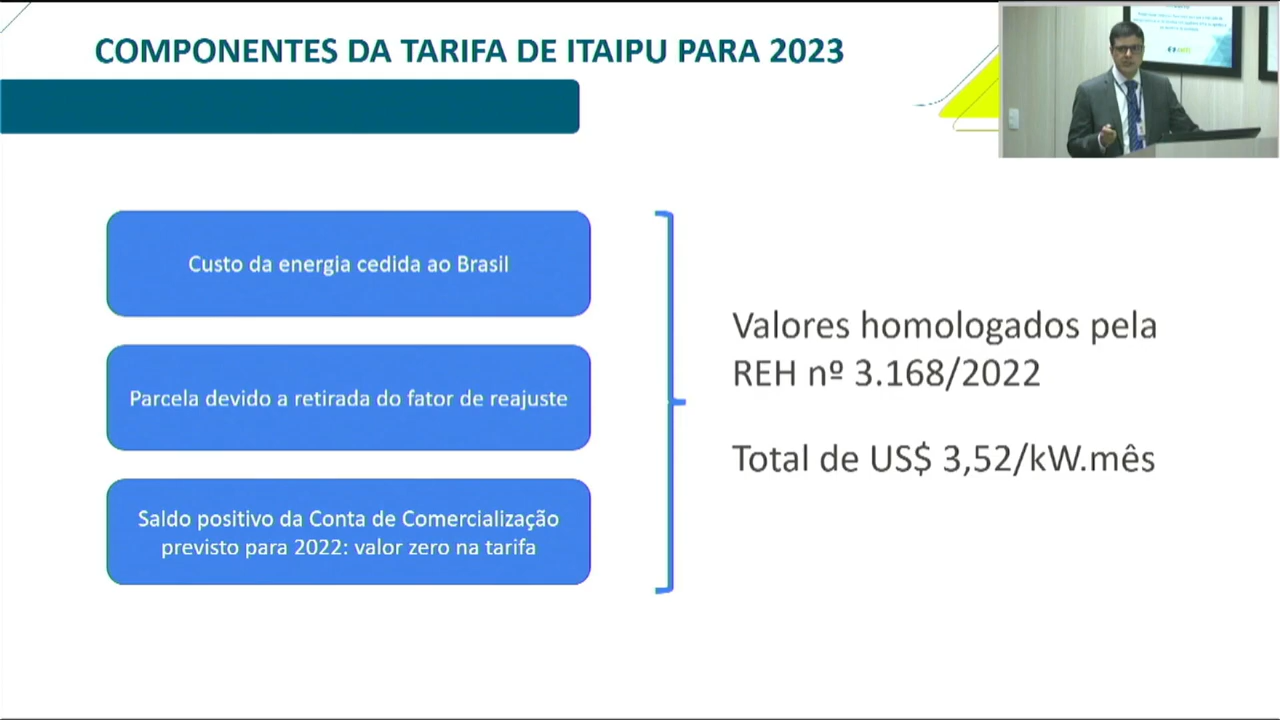 COMPONENTES DA TARIFA DE ITAIPU PARA 2023
Custo da energia cedida ao Brasil
Parcela devido a retirada do fator de reajuste
Saldo positivo da Conta de Comercialização
previsto para 2022: valor zero na tarifa
Valores homologados pela
REH nº 3.168/2022
Total de US$ 3,52/kW.mês